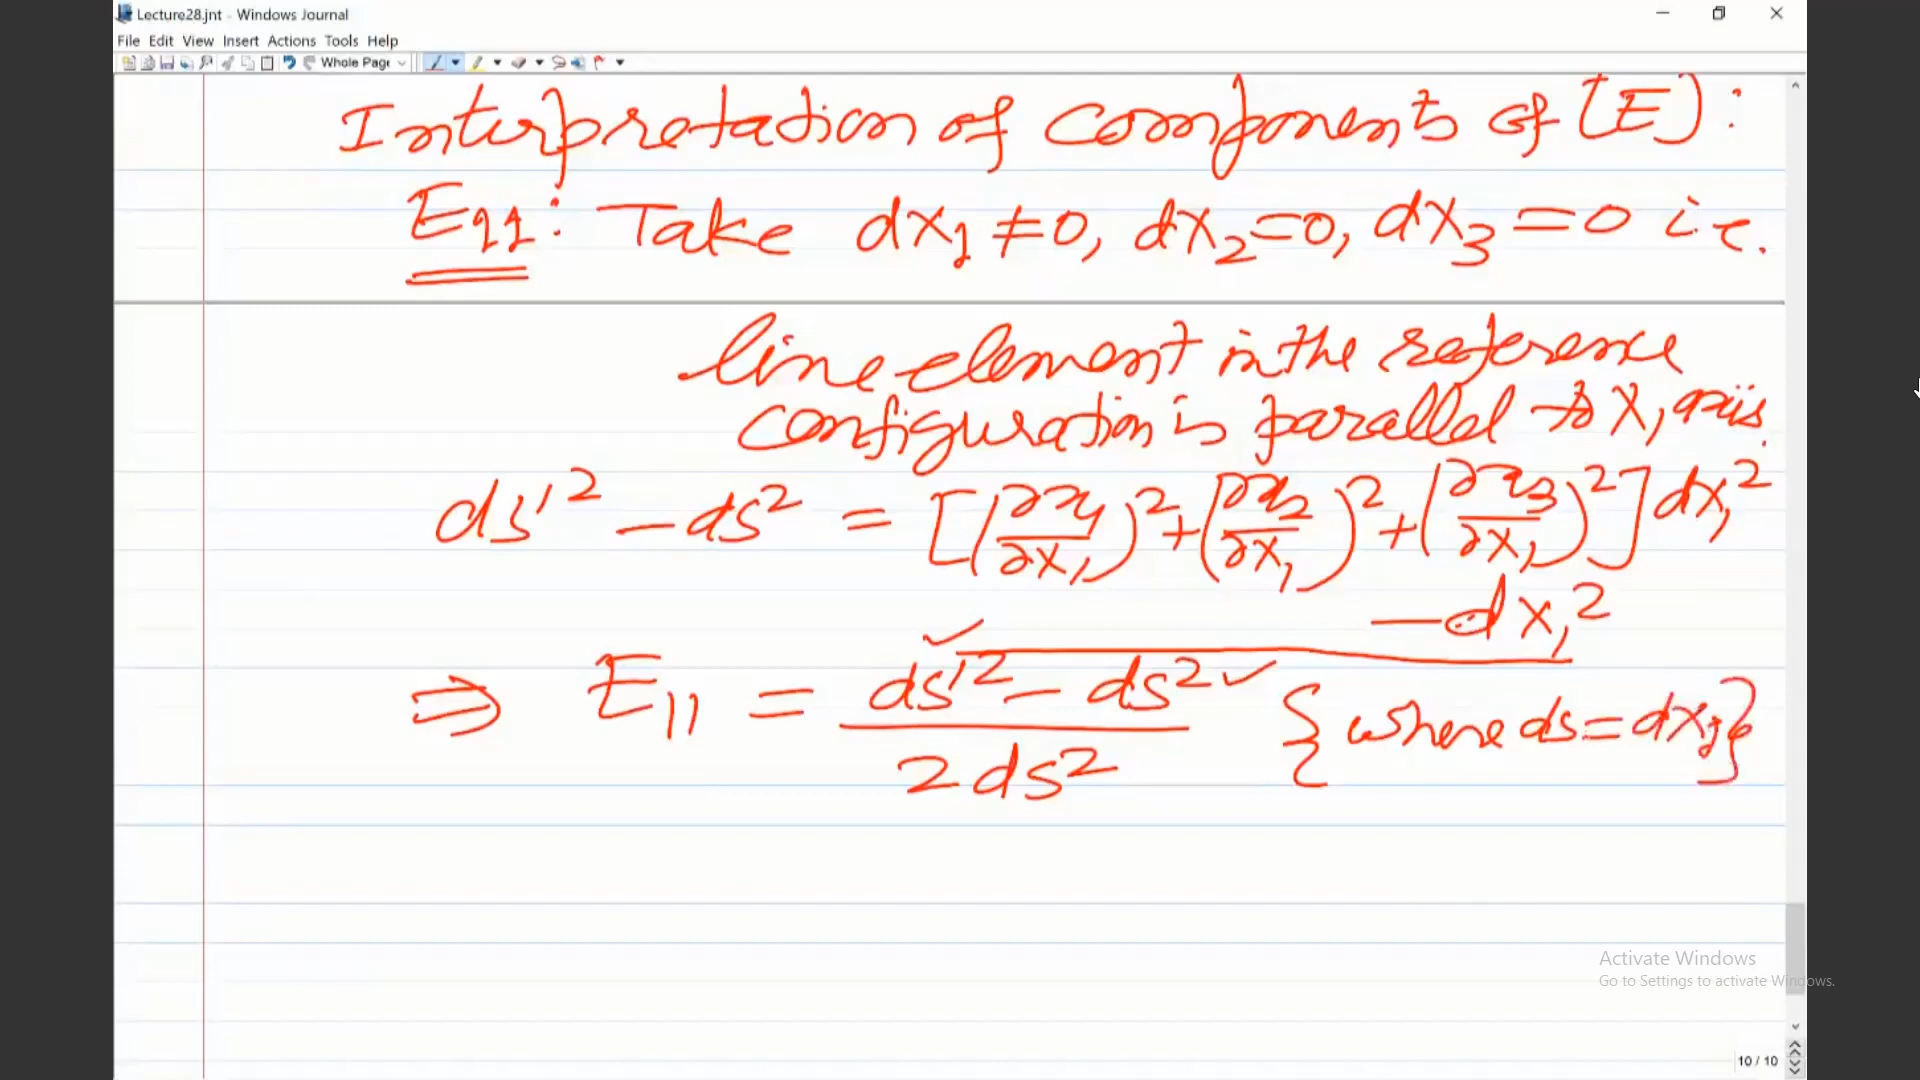 Lecture28.jnt - Windows Journal
File Edit View Insert Actions Tools Help
Whole Page
Interpretation of components of [E]:
E11: Take dX1 ≠ 0, dX2 = 0, dX3 = 0 i.e.
line element in the reference
configuration is parallel to X1 axis.
ds'² - ds² = [(∂x1/∂X1)² + (∂x2/∂X1)² + (∂x3/∂X1)²] dX1²
- dX1²
⇒ E11 = (ds'² - ds²)/(2 ds²) {where ds = dX1}
Activate Windows
Go to Settings to activate Windows.
10 / 10